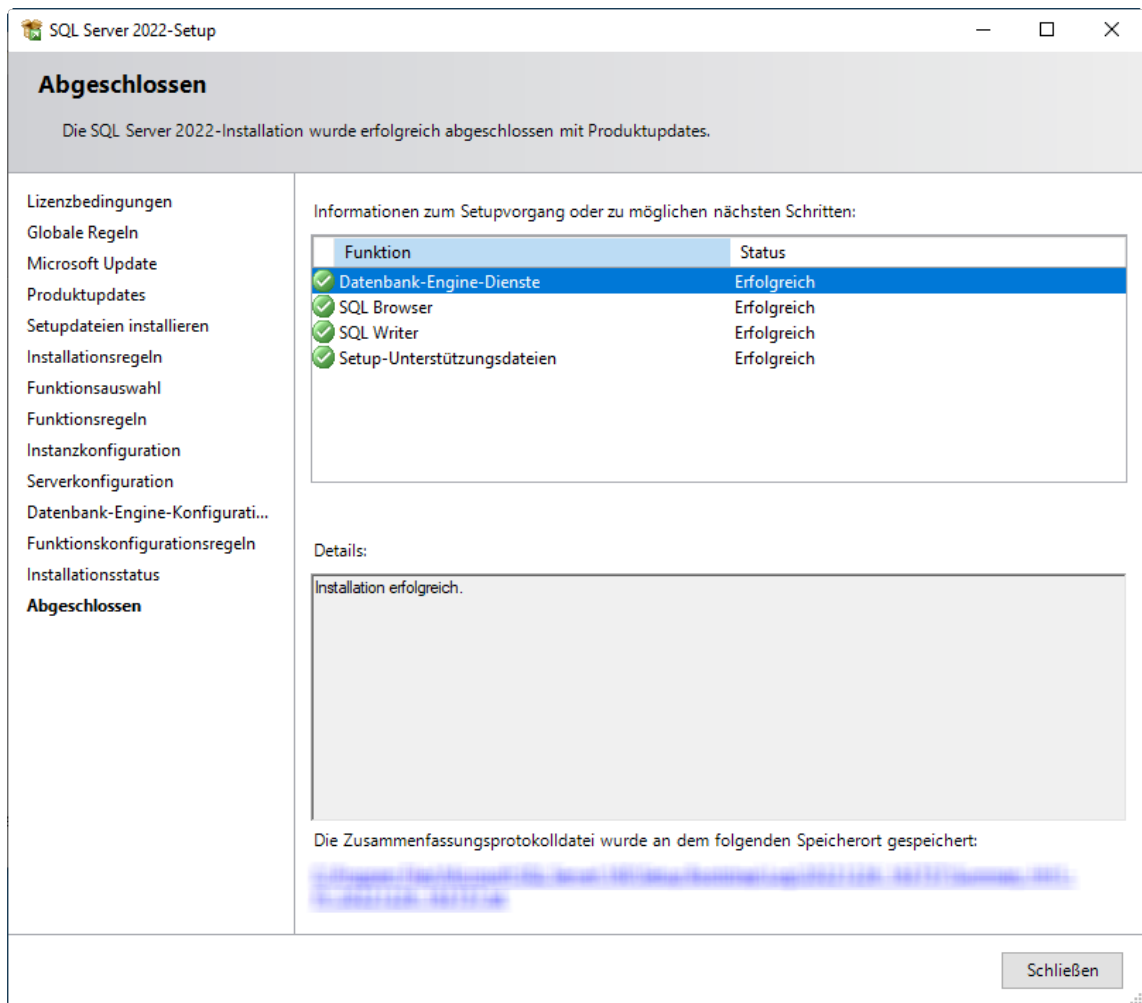 SQL Server 2022-Setup
Abgeschlossen
Die SQL Server 2022-Installation wurde erfolgreich abgeschlossen mit Produktupdates.
Lizenzbedingungen
Globale Regeln
Microsoft Update
Produktupdates
Setupdateien installieren
Installationsregeln
Funktionsauswahl
Funktionsregeln
Instanzkonfiguration
Serverkonfiguration
Datenbank-Engine-Konfigurati...
Funktionskonfigurationsregeln
Installationsstatus
Abgeschlossen
Informationen zum Setupvorgang oder zu möglichen nächsten Schritten:
Funktion Status
Datenbank-Engine-Dienste Erfolgreich
SQL Browser Erfolgreich
SQL Writer Erfolgreich
Setup-Unterstützungsdateien Erfolgreich
Details:
Installation erfolgreich.
Die Zusammenfassungsprotokolldatei wurde an dem folgenden Speicherort gespeichert:
Schließen